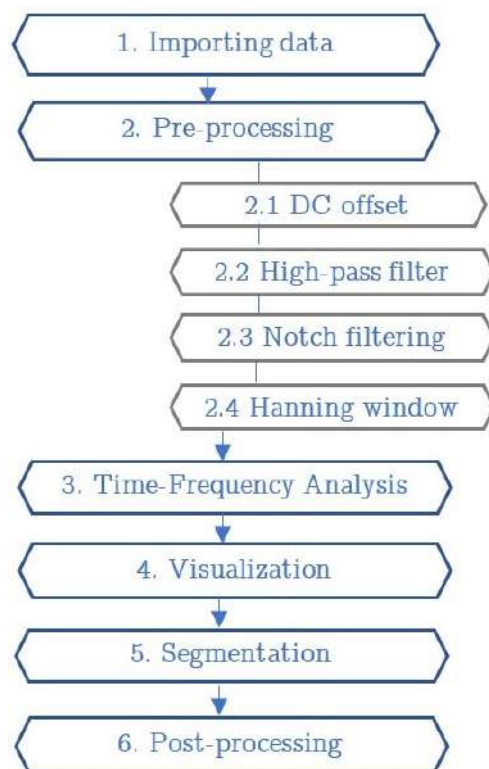 1. Importing data
2. Pre-processing
2.1 DC offset
2.2 High-pass filter
2.3 Notch filtering
2.4 Hanning window
3. Time-Frequency Analysis
4. Visualization
5. Segmentation
6. Post-processing